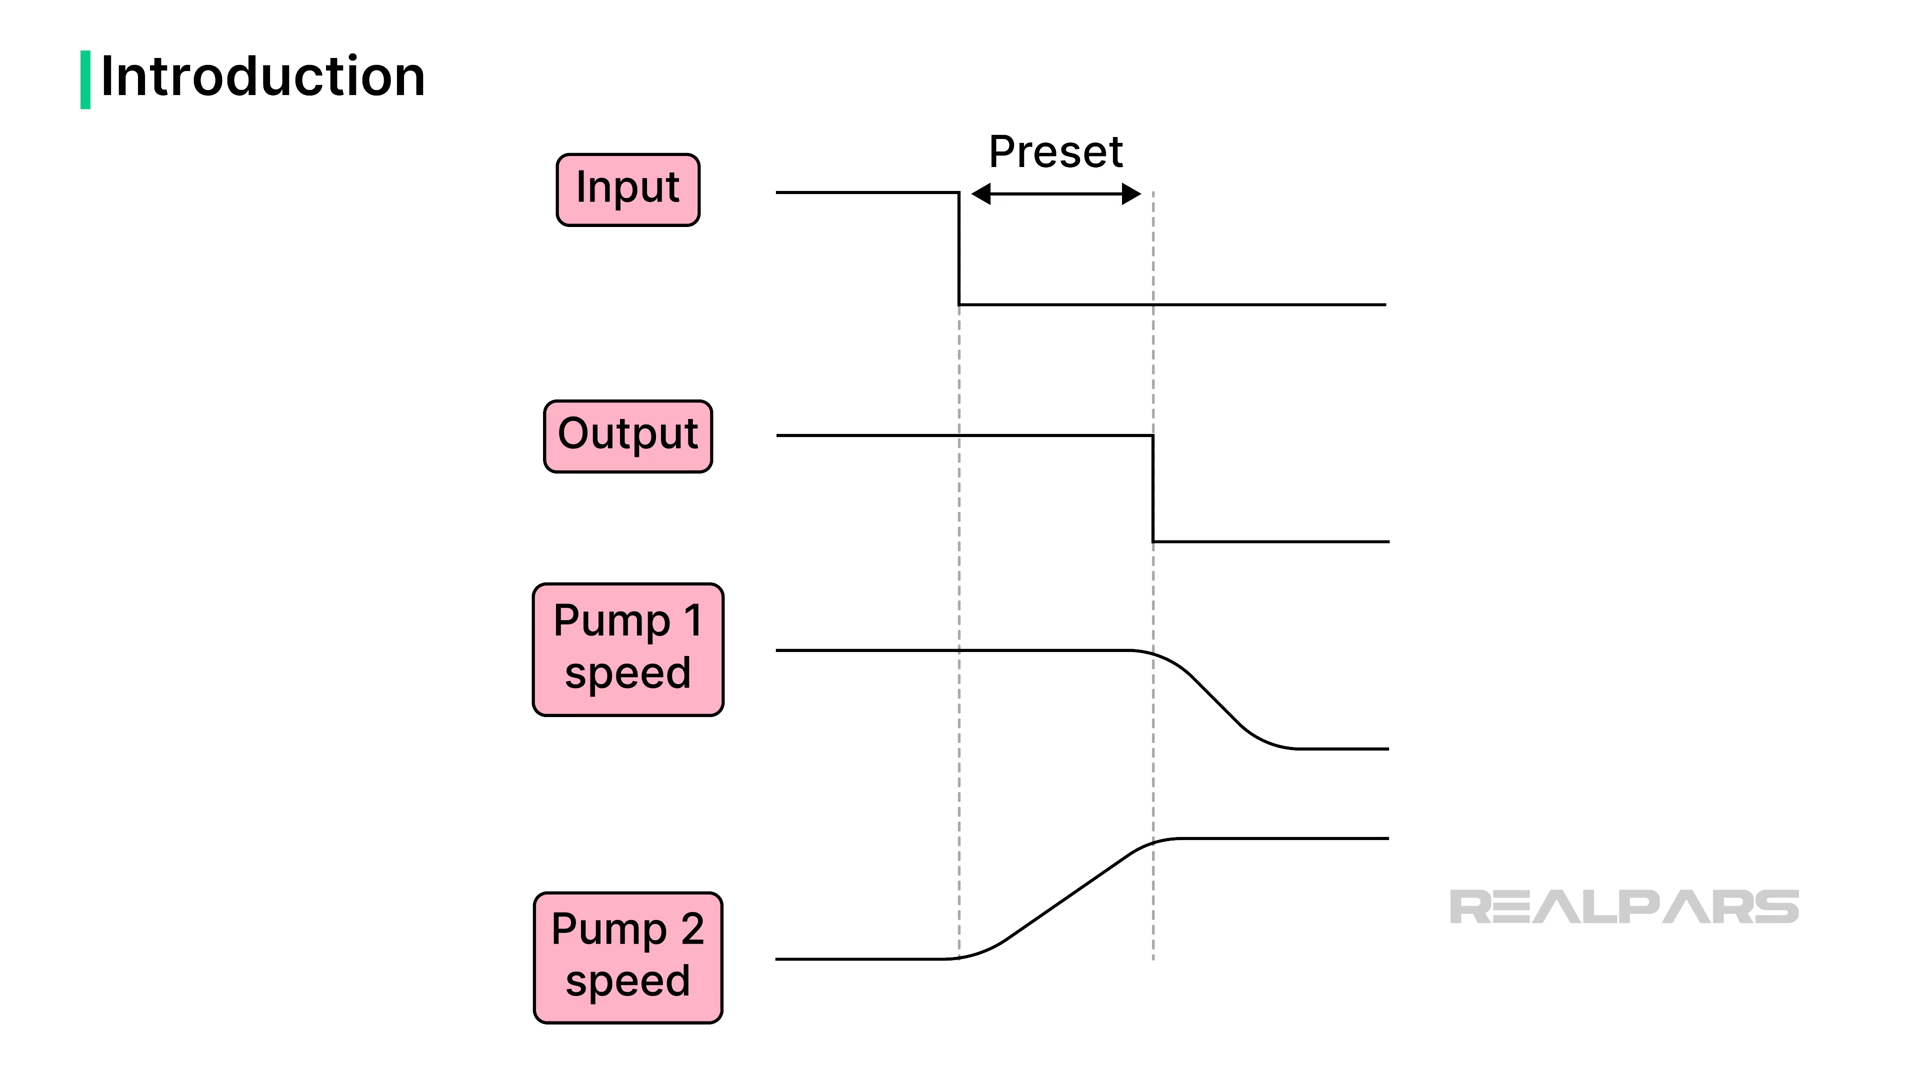 Introduction
Preset
Input
Output
Pump 1
speed
Pump 2
speed
REALPARS